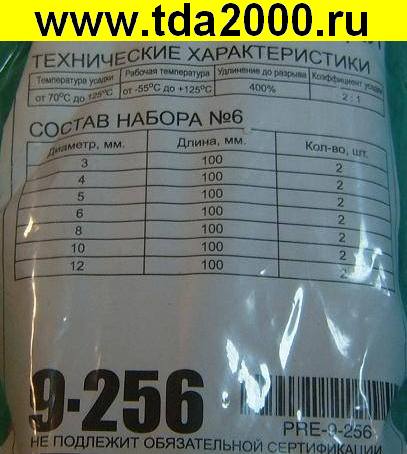 www.tda2000.ru
ТЕХНИЧЕСКИЕ ХАРАКТЕРИСТИКИ
Температура усадки Рабочая температура Удлинение до разрыва Коэффициент усадки
от 70°С до 125°С от -55°С до +125°С 400% 2 : 1
СОСТАВ НАБОРА №6
Диаметр, мм. Длина, мм. Кол-во, шт.
3 100 2
4 100 2
5 100 2
6 100 2
8 100 2
10 100 2
12 100 2
9-256
PRE-9-256
НЕ ПОДЛЕЖИТ ОБЯЗАТЕЛЬНОЙ СЕРТИФИКАЦИИ